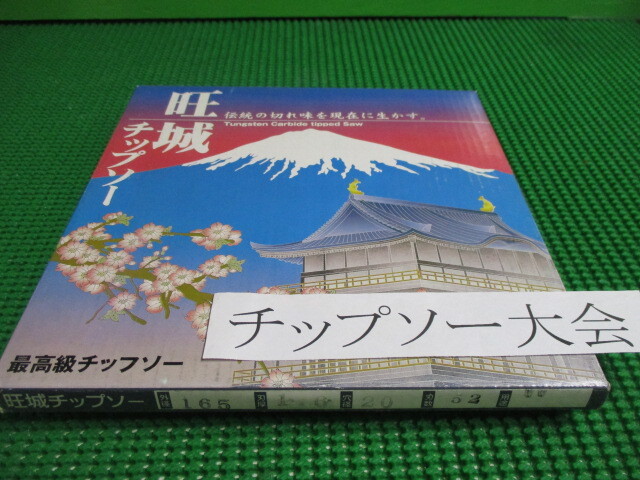 旺城
チップソー
伝統の切れ味を現在に生かす。
Tungsten Carbide tipped Saw
チップソー大会
最高級チップソー
旺城チップソー 165 20 52